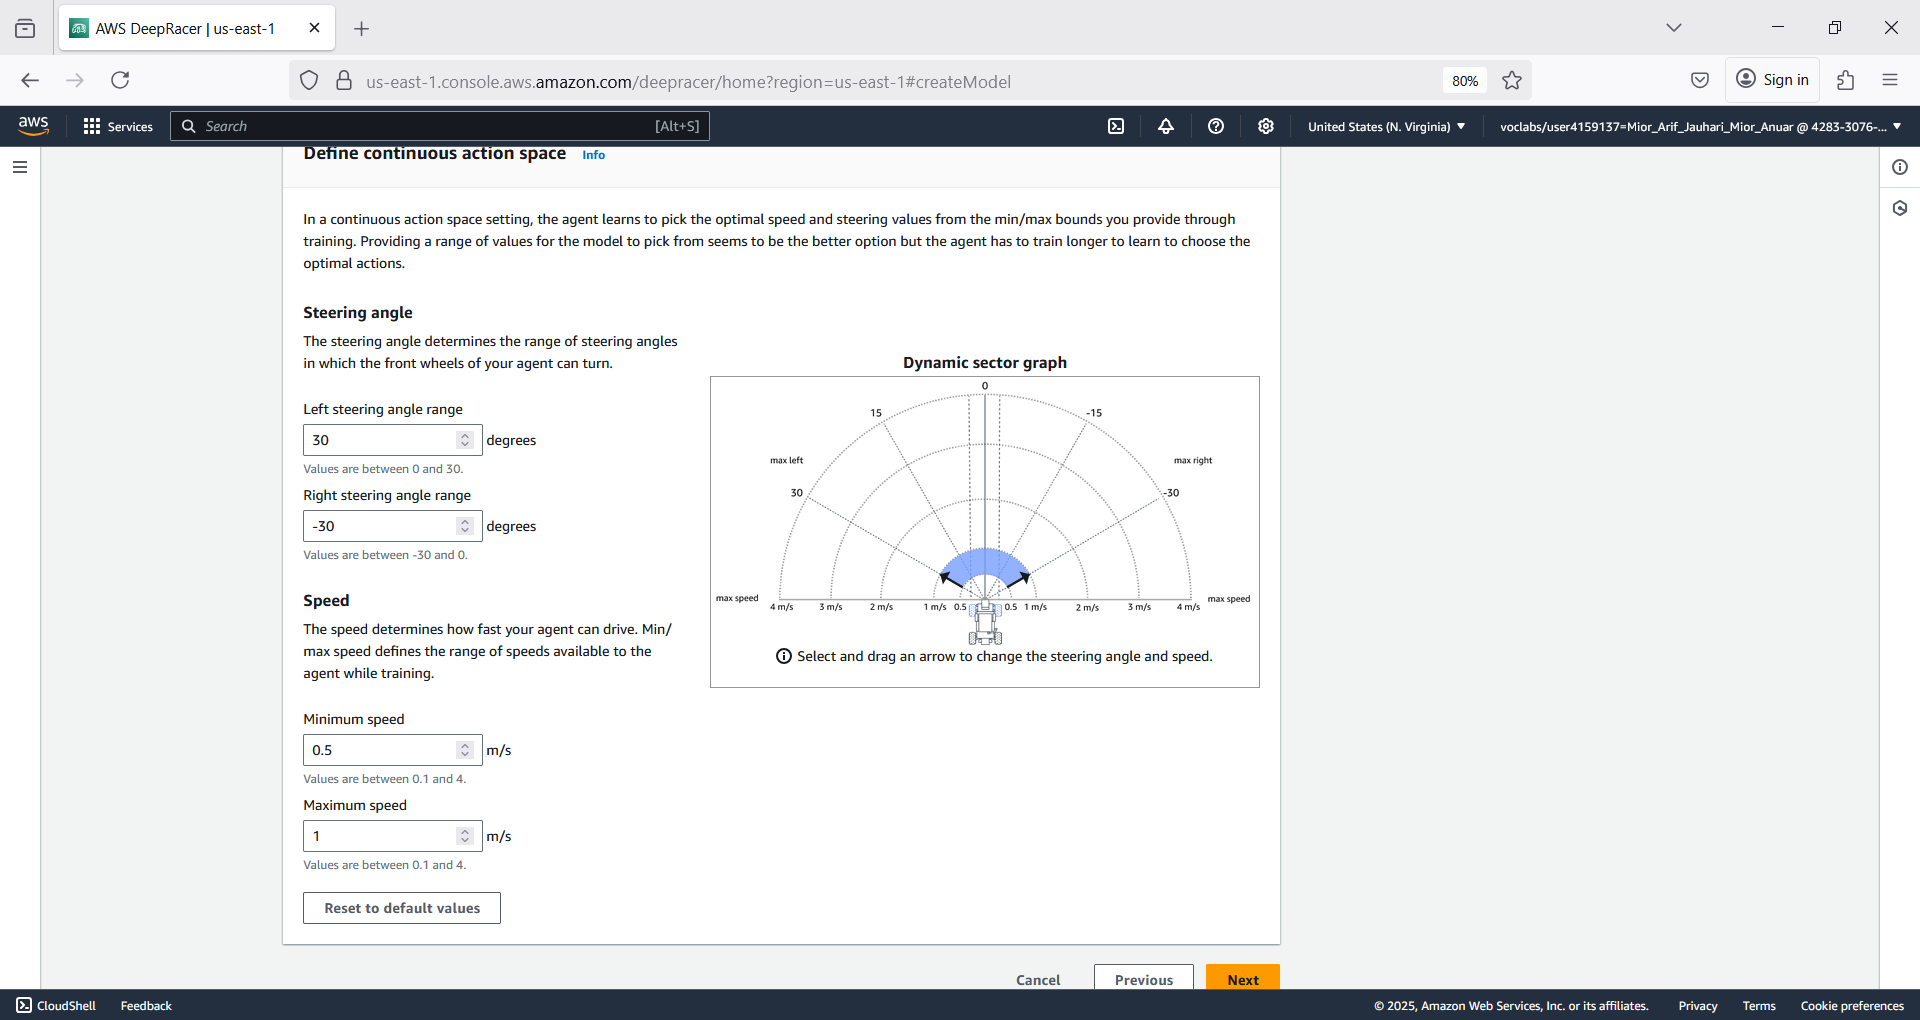 AWS DeepRacer | us-east-1
us-east-1.console.aws.amazon.com/deepracer/home?region=us-east-1#createModel
80%
Sign in
aws
Services
Search
[Alt+S]
United States (N. Virginia)
voclabs/user4159137=Mior_Arif_Jauhari_Mior_Anuar @ 4283-3076-...
Define continuous action space Info
In a continuous action space setting, the agent learns to pick the optimal speed and steering values from the min/max bounds you provide through
training. Providing a range of values for the model to pick from seems to be the better option but the agent has to train longer to learn to choose the
optimal actions.
Steering angle
The steering angle determines the range of steering angles
in which the front wheels of your agent can turn.
Left steering angle range
30 degrees
Values are between 0 and 30.
Right steering angle range
-30 degrees
Values are between -30 and 0.
Speed
The speed determines how fast your agent can drive. Min/
max speed defines the range of speeds available to the
agent while training.
Minimum speed
0.5 m/s
Values are between 0.1 and 4.
Maximum speed
1 m/s
Values are between 0.1 and 4.
Reset to default values
Dynamic sector graph
0
15 -15
max left max right
30 -30
max speed 4 m/s 3 m/s 2 m/s 1 m/s 0.5 0.5 1 m/s 2 m/s 3 m/s 4 m/s max speed
Select and drag an arrow to change the steering angle and speed.
Cancel Previous Next
CloudShell Feedback
© 2025, Amazon Web Services, Inc. or its affiliates. Privacy Terms Cookie preferences